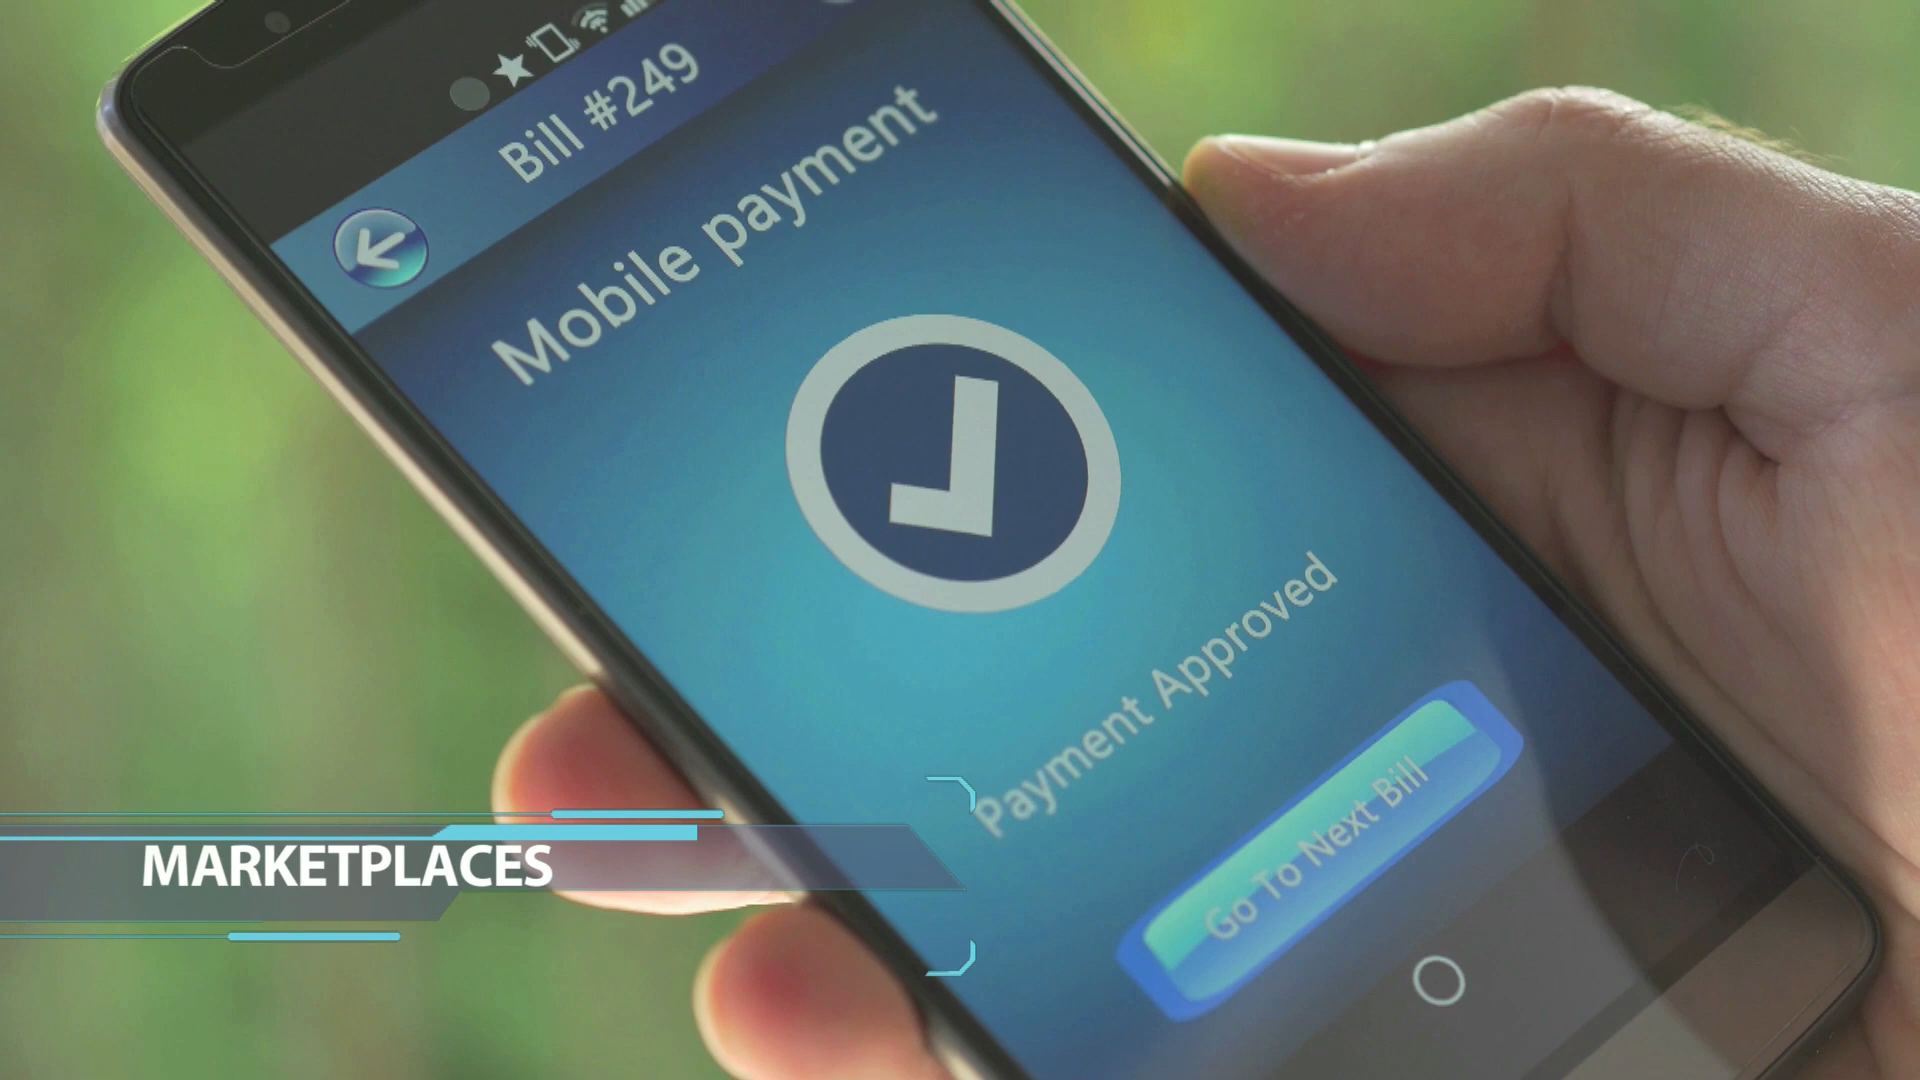 Bill #249
Mobile payment
Payment Approved
Go To Next Bill
MARKETPLACES